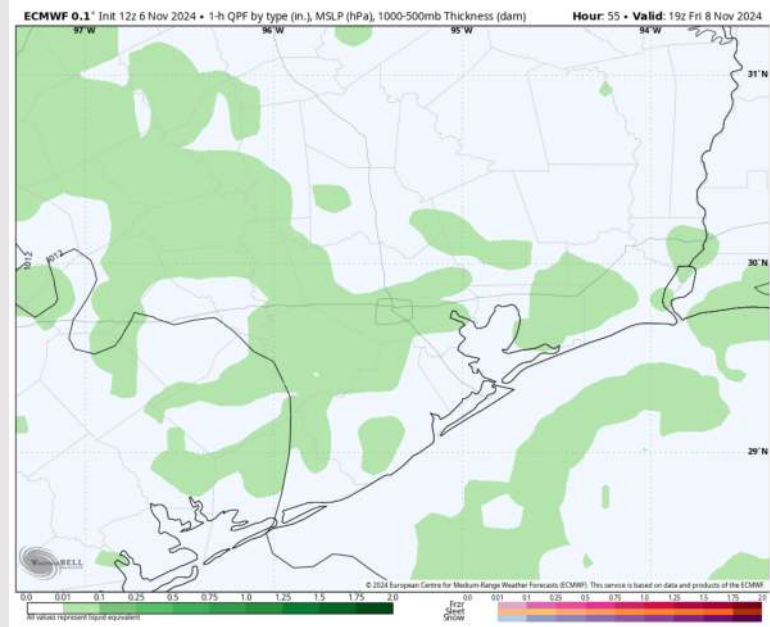 ECMWF 0.1° Init 12z 6 Nov 2024 • 1-h QPF by type (in.), MSLP (hPa), 1000-500mb Thickness (dam) Hour: 55 • Valid: 19z Fri 8 Nov 2024
97°W 96°W 95°W 94°W
31°N
1012 1012
30°N
29°N
WEATHERBELL
© 2024 European Centre for Medium-Range Weather Forecasts (ECMWF). This service is based on data and products of the ECMWF.
0.0 0.01 0.1 0.25 0.5 0.75 1.0 1.25 1.5 1.75 2.0
0.0 0.01 0.1 0.25 0.5 0.75 1.0 1.25 1.5 1.75 2.0
All values represent liquid equivalent
Frzr
Sleet
Snow